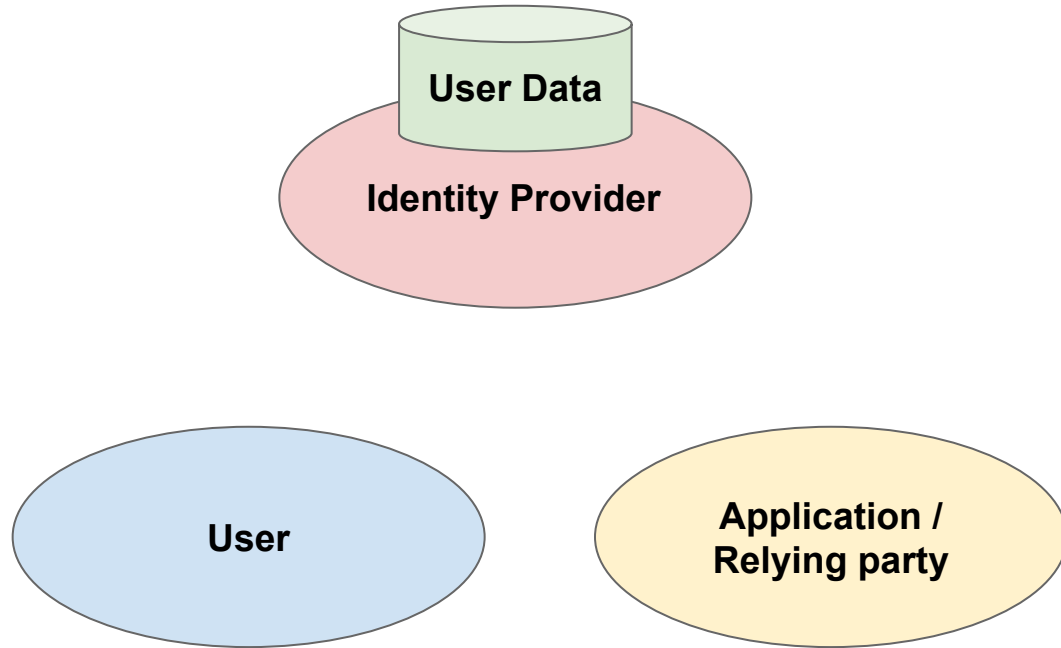 User Data
Identity Provider
User
Application /
Relying party